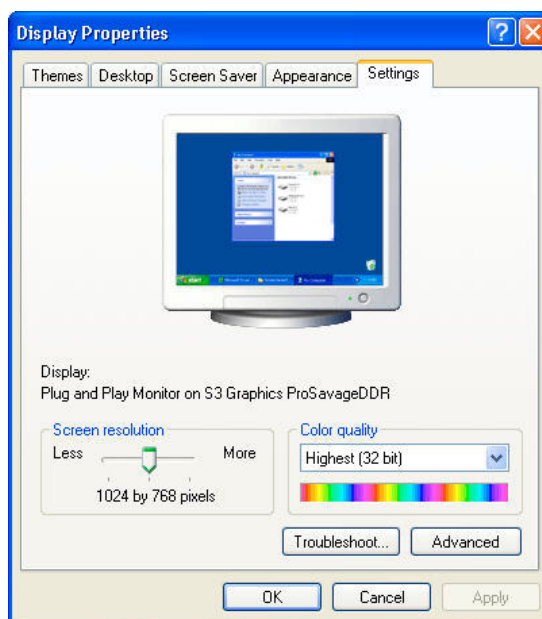 Display Properties
Themes Desktop Screen Saver Appearance Settings
start
Display:
Plug and Play Monitor on S3 Graphics ProSavageDDR
Screen resolution
Less More
1024 by 768 pixels
Color quality
Highest (32 bit)
Troubleshoot... Advanced
OK Cancel Apply